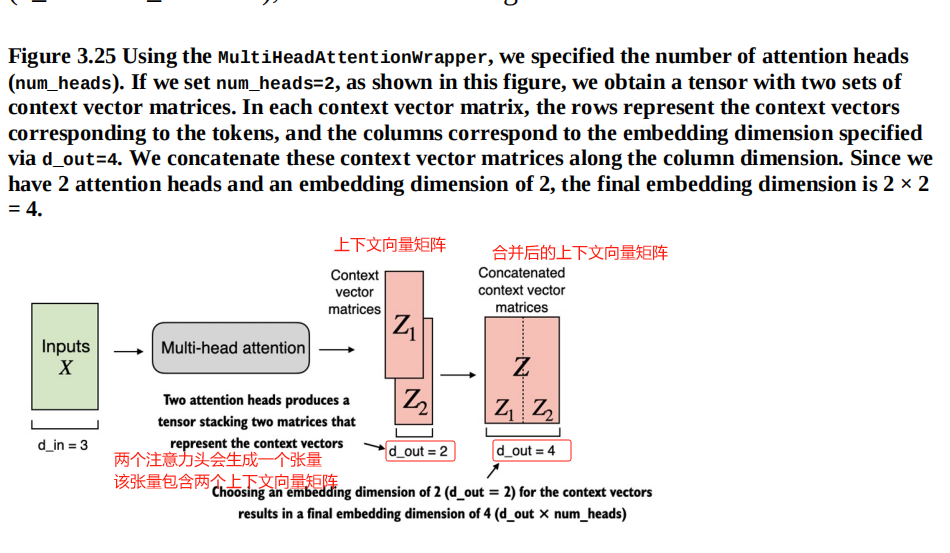 Figure 3.25 Using the MultiHeadAttentionWrapper, we specified the number of attention heads
(num_heads). If we set num_heads=2, as shown in this figure, we obtain a tensor with two sets of
context vector matrices. In each context vector matrix, the rows represent the context vectors
corresponding to the tokens, and the columns correspond to the embedding dimension specified
via d_out=4. We concatenate these context vector matrices along the column dimension. Since we
have 2 attention heads and an embedding dimension of 2, the final embedding dimension is 2 × 2
= 4.
上下文向量矩阵
合并后的上下文向量矩阵
Context
vector
matrices
Concatenated
context vector
matrices
Inputs
X
Multi-head attention
Z1
Z2
Z
Z1 Z2
d_in = 3
Two attention heads produces a
tensor stacking two matrices that
represent the context vectors
d_out = 2
d_out = 4
两个注意力头会生成一个张量
该张量包含两个上下文向量矩阵
Choosing an embedding dimension of 2 (d_out = 2) for the context vectors
results in a final embedding dimension of 4 (d_out × num_heads)